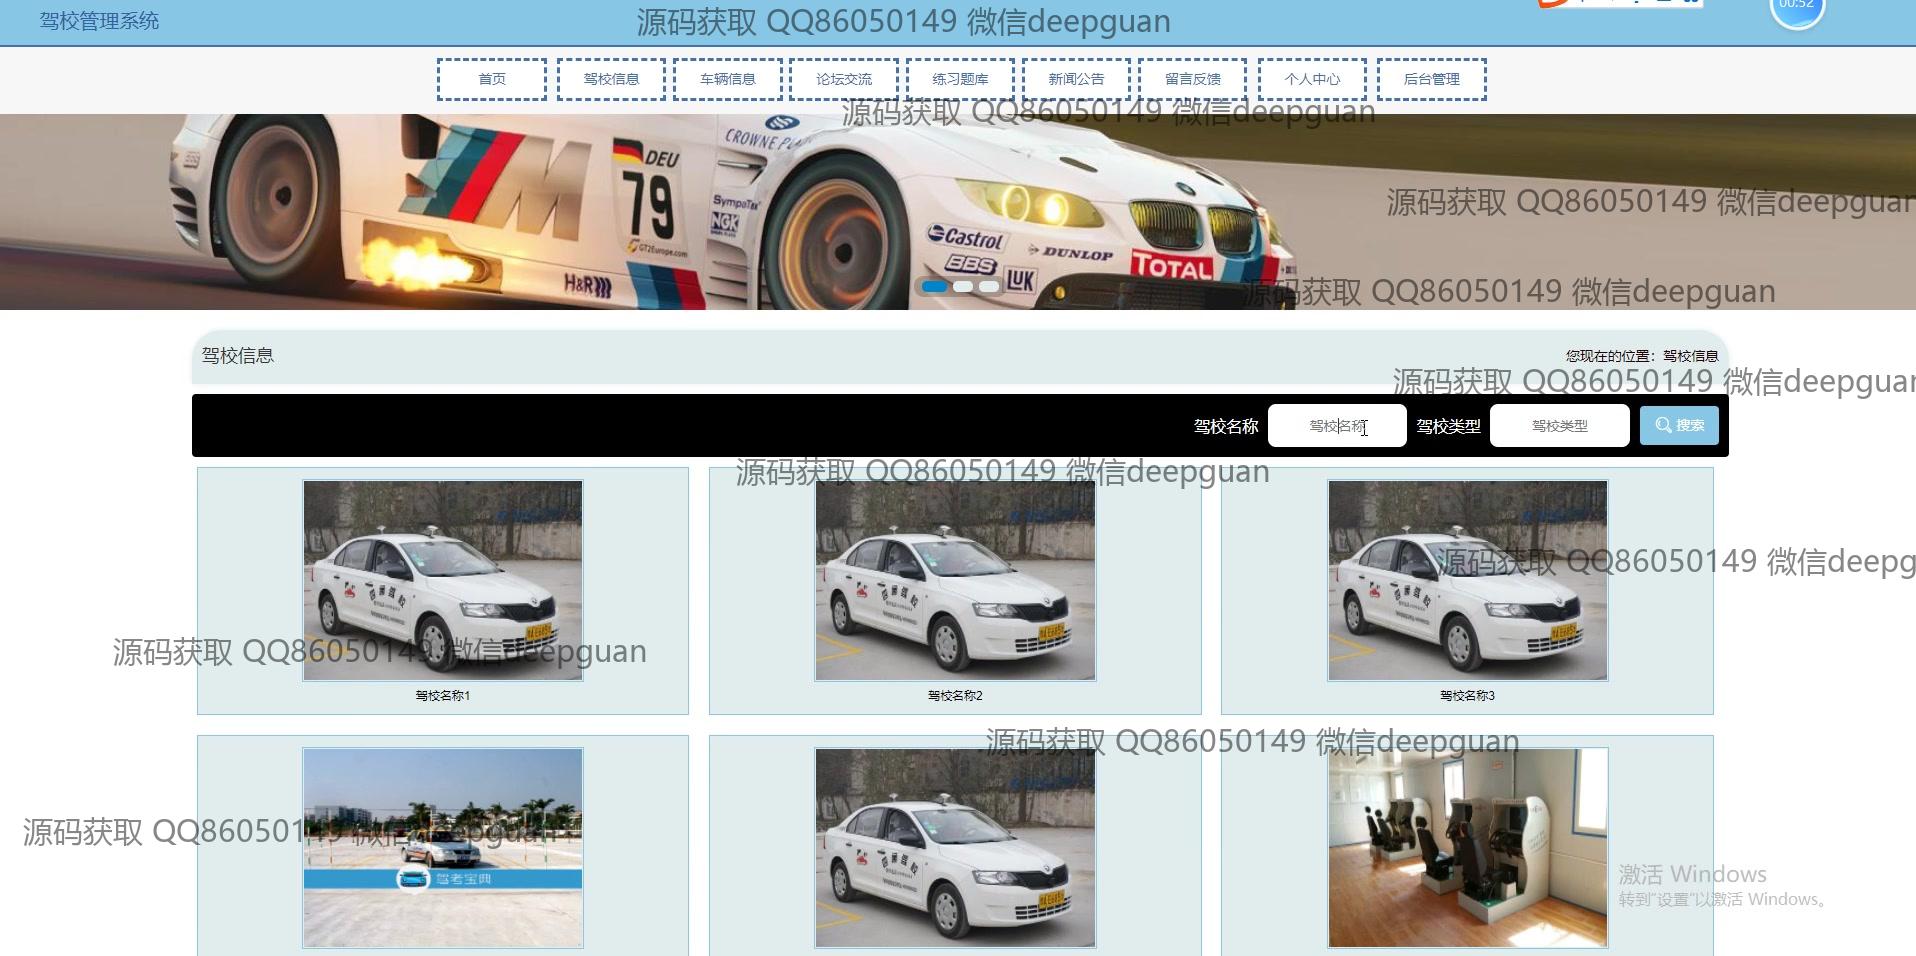 驾校管理系统
源码获取 QQ86050149 微信deepguan
00:52
首页 驾校信息 车辆信息 论坛交流 练习题库 新闻公告 留言反馈 个人中心 后台管理
源码获取 QQ86050149 微信deepguan
CROWNE PL
DEU
79
M
SympaTex
NGK
GT2Europe.com
H&R
源码获取 QQ86050149 微信deepguan
Castrol
DUNLOP
BBS
LUK
TOTAL
源码获取 QQ86050149 微信deepguan
驾校信息
您现在的位置：驾校信息
源码获取 QQ86050149 微信deepguan
驾校名称 驾校名称 驾校类型 驾校类型 搜索
源码获取 QQ86050149 微信deepguan
源码获取 QQ86050149 微信deepg
源码获取 QQ86050149 微信deepguan
驾校名称1
驾校名称2
驾校名称3
源码获取 QQ86050149 微信deepguan
源码获取 QQ86050149 微信deepguan
驾考宝典
激活 Windows
转到"设置"以激活 Windows。